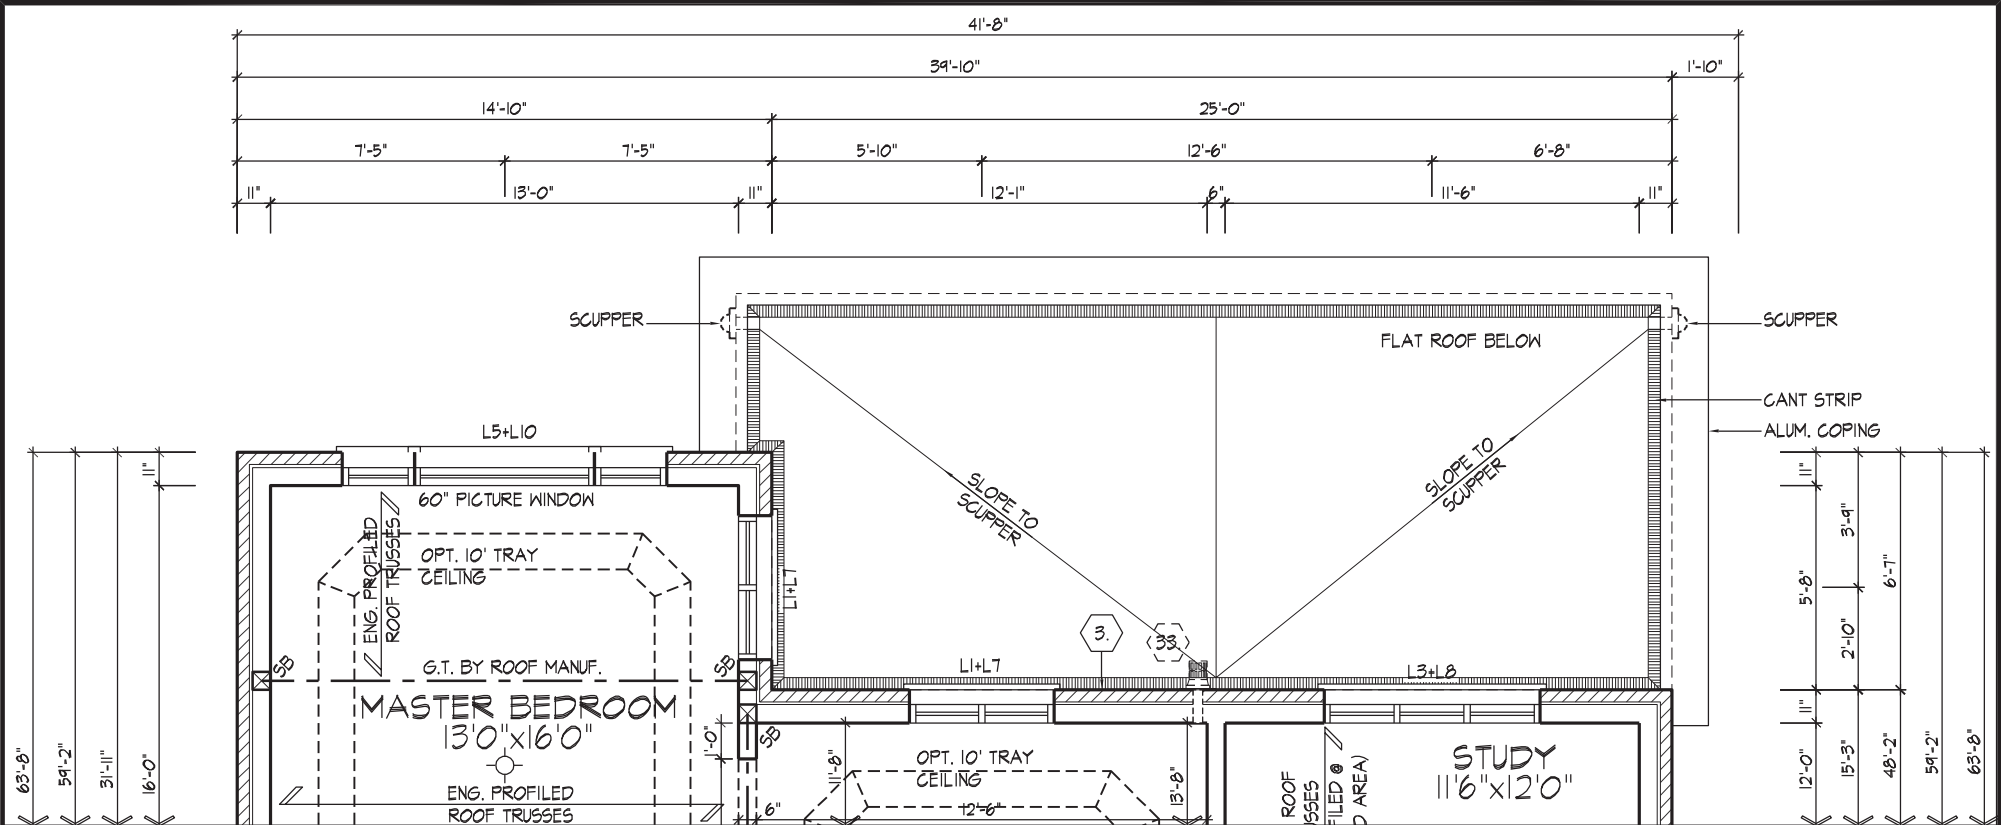 41'-8"
39'-10" 1'-10"
14'-10" 25'-0"
7'-5" 7'-5" 5'-10" 12'-6" 6'-8"
11" 13'-0" 11" 12'-1" 6" 11'-6" 11"
SCUPPER
SCUPPER
FLAT ROOF BELOW
CANT STRIP
ALUM. COPING
L5+L10
60" PICTURE WINDOW
ENG. PROFILED
ROOF TRUSSES
OPT. 10' TRAY
CEILING
SLOPE TO
SCUPPER
SLOPE TO
SCUPPER
L1+L7
3.
33.
SB
G.T. BY ROOF MANUF.
SB
L1+L7
L3+L8
MASTER BEDROOM
13'0"x16'0"
1'-0"
SB
ENG. PROFILED
ROOF TRUSSES
6"
11'-8"
OPT. 10' TRAY
CEILING
12'-6"
13'-8"
ROOF
SSES
FILED @
AREA)
STUDY
11'6"x12'0"
63'-8"
59'-2"
31'-11"
11"
16'-0"
11"
5'-8"
11"
12'-0"
3'-9"
2'-10"
15'-3"
6'-7"
48'-2"
59'-2"
63'-8"